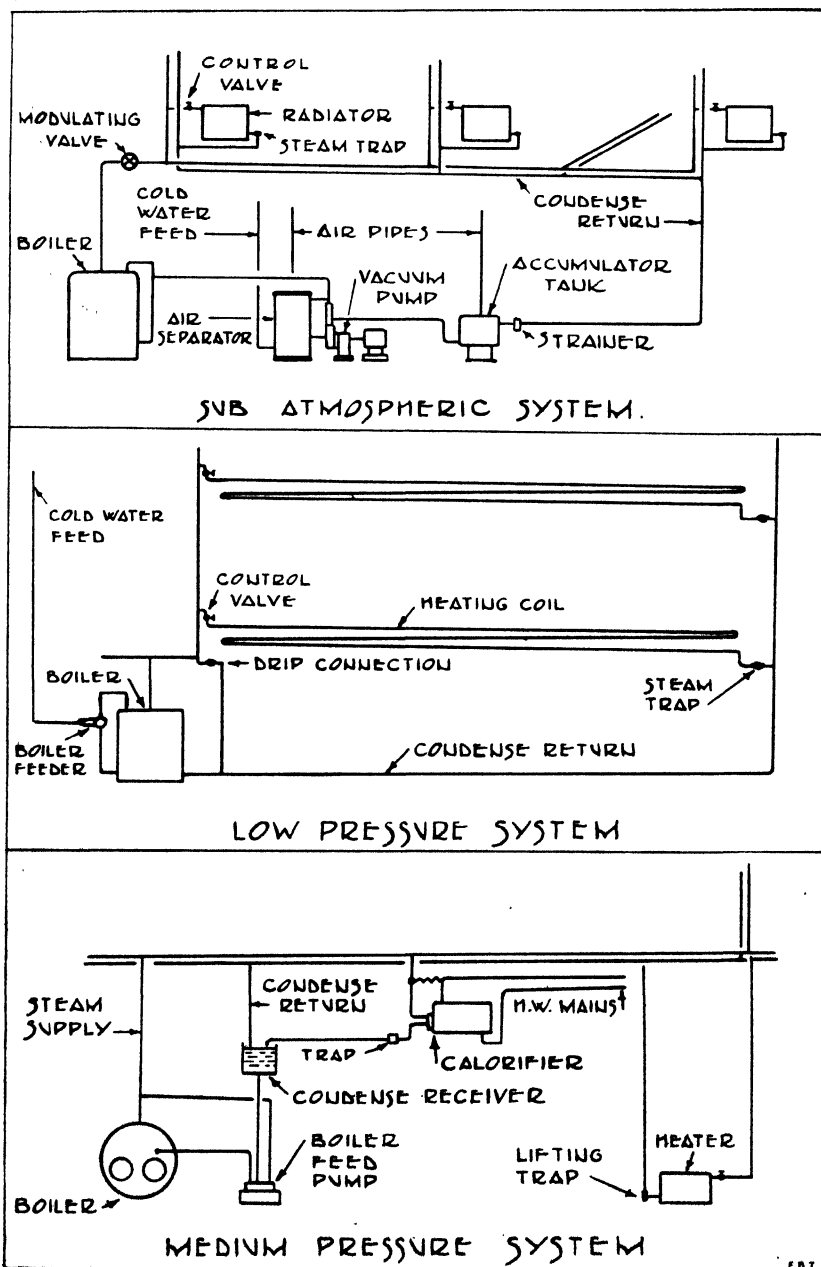 CONTROL
VALVE
RADIATOR
MODULATING
VALVE
STEAM TRAP
COLD
WATER
FEED
CONDENSE
RETURN
AIR PIPES
BOILER
VACUUM
PUMP
ACCUMULATOR
TANK
AIR
SEPARATOR
STRAINER
SUB ATMOSPHERIC SYSTEM.
COLD WATER
FEED
CONTROL
VALVE
HEATING COIL
DRIP CONNECTION
BOILER
STEAM
TRAP
BOILER
FEEDER
CONDENSE RETURN
LOW PRESSURE SYSTEM
CONDENSE
RETURN
STEAM
SUPPLY
H.W. MAINS
TRAP
CALORIFIER
CONDENSE RECEIVER
BOILER
FEED
PUMP
LIFTING
TRAP
HEATER
BOILER
MEDIUM PRESSURE SYSTEM